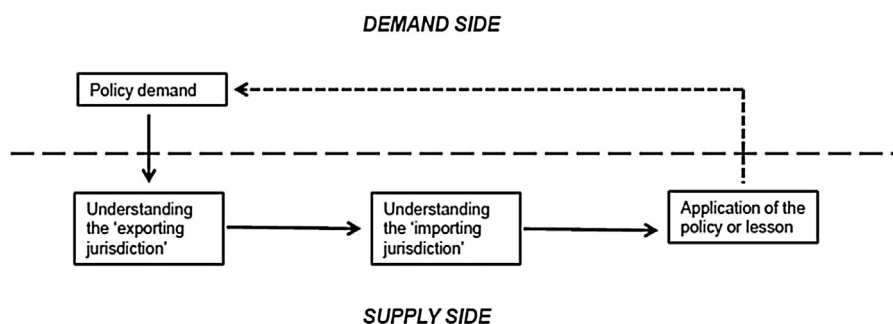 DEMAND SIDE
Policy demand
Understanding
the ‘exporting
jurisdiction’
Understanding
the ‘importing
jurisdiction’
Application of the
policy or lesson
SUPPLY SIDE